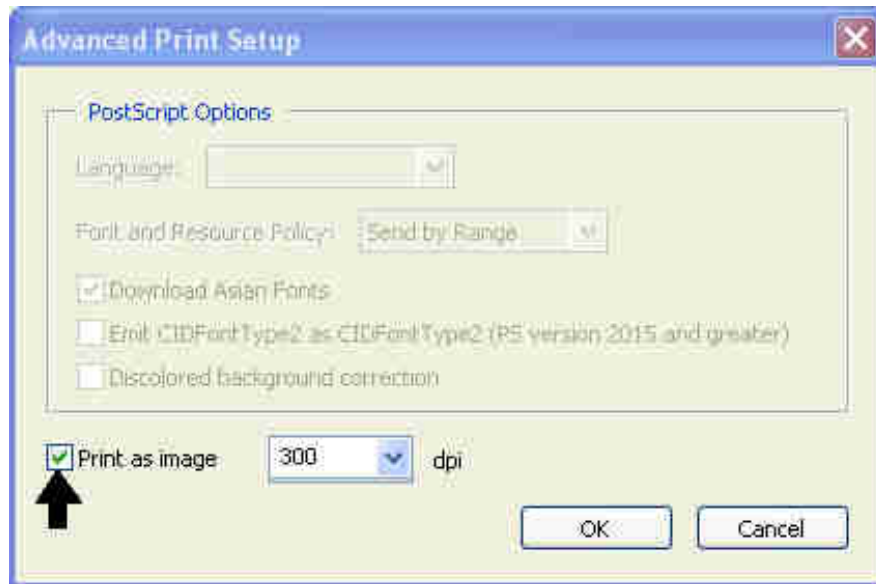 Advanced Print Setup
PostScript Options
Language:
Font and Resource Policy: Send by Range
Download Asian Fonts
Emit CIDFontType2 as CIDFontType2 (PS version 2015 and greater)
Discolored background correction
Print as image 300 dpi
OK Cancel